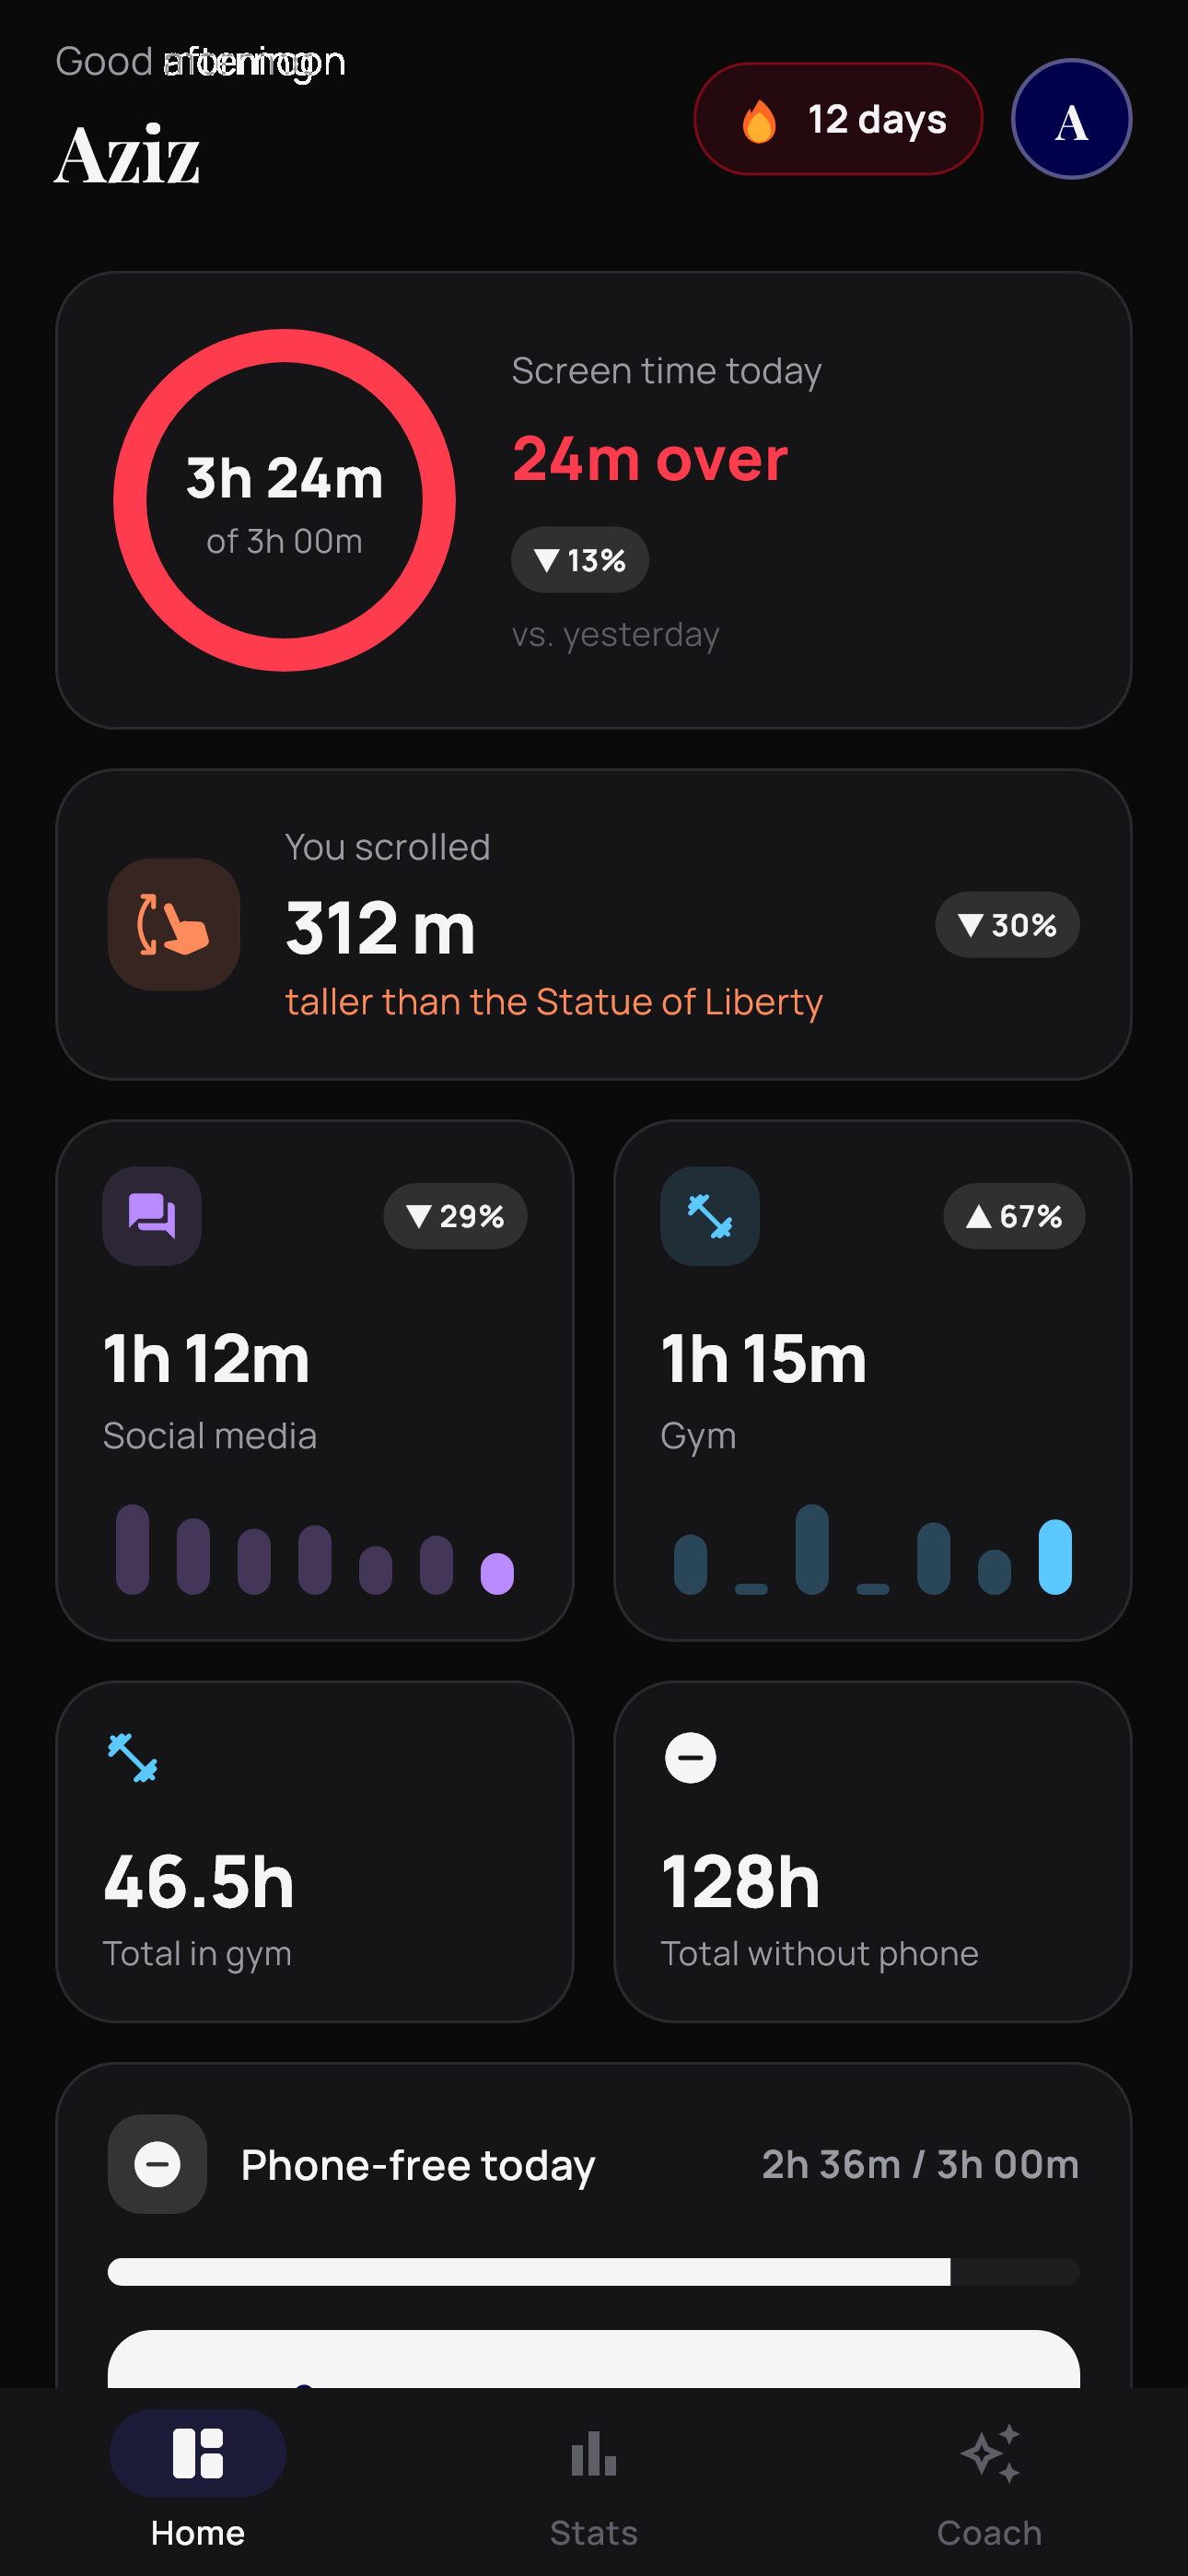 Good
Aziz
12 days
A
3h 24m
of 3h 00m
Screen time today
24m over
▼ 13%
vs. yesterday
You scrolled
312 m
taller than the Statue of Liberty
▼ 30%
▼ 29%
1h 12m
Social media
▲ 67%
1h 15m
Gym
46.5h
Total in gym
128h
Total without phone
Phone-free today
2h 36m / 3h 00m
Home
Stats
Coach